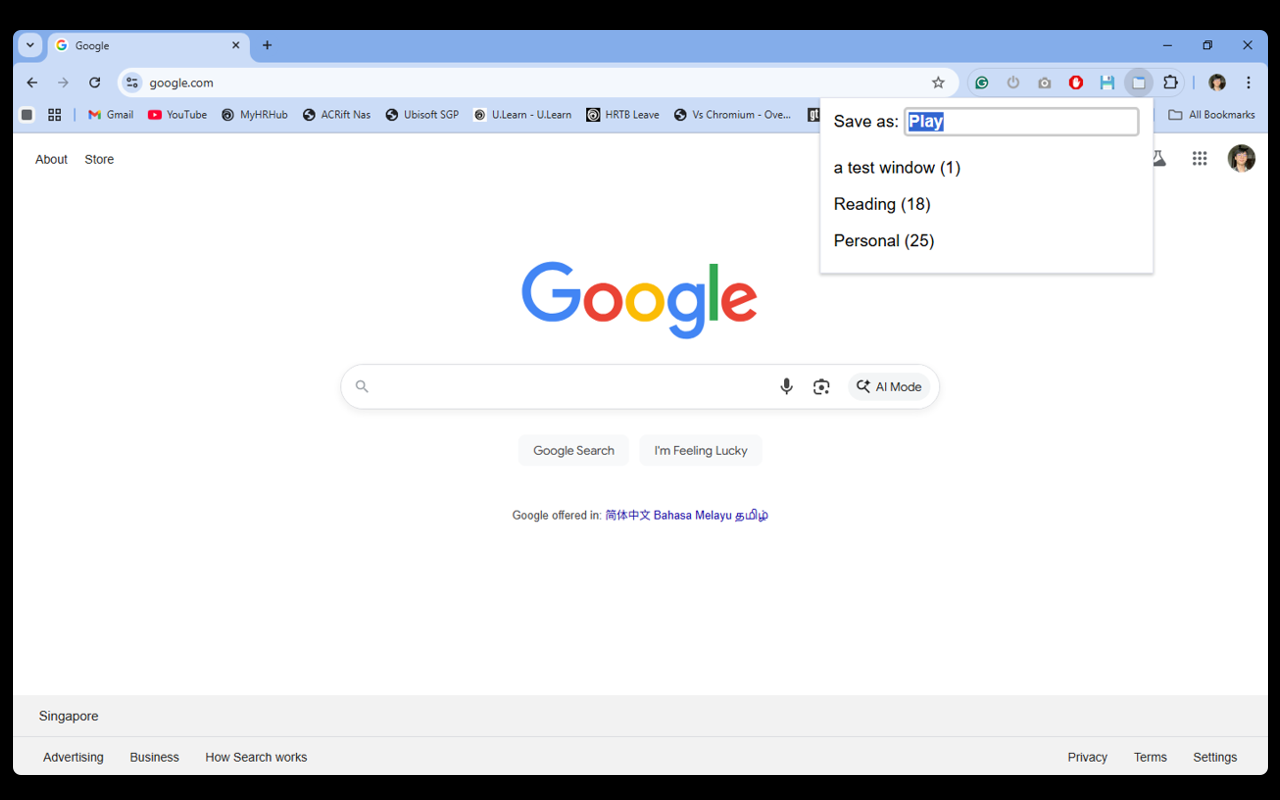 Google
google.com
Gmail YouTube MyHRHub ACRift Nas Ubisoft SGP U.Learn - U.Learn HRTB Leave Vs Chromium - Ove... All Bookmarks
Save as: Play
a test window (1)
Reading (18)
Personal (25)
About Store
Google
AI Mode
Google Search I'm Feeling Lucky
Google offered in: 简体中文 Bahasa Melayu தமிழ்
Singapore
Advertising Business How Search works Privacy Terms Settings